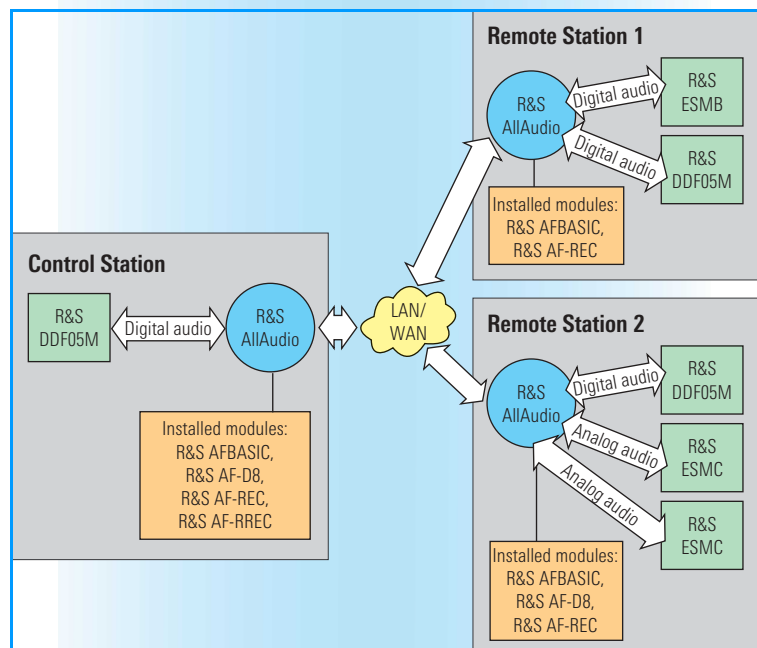 Control Station
R&S
DDF05M
Digital audio
R&S
AllAudio
Installed modules:
R&S AFBASIC,
R&S AF-D8,
R&S AF-REC,
R&S AF-RREC
LAN/
WAN
Remote Station 1
R&S
AllAudio
Digital audio
R&S
ESMB
Digital audio
R&S
DDF05M
Installed modules:
R&S AFBASIC,
R&S AF-REC
Remote Station 2
R&S
AllAudio
Digital audio
R&S
DDF05M
Analog audio
R&S
ESMC
Analog audio
R&S
ESMC
Installed modules:
R&S AFBASIC,
R&S AF-D8,
R&S AF-REC